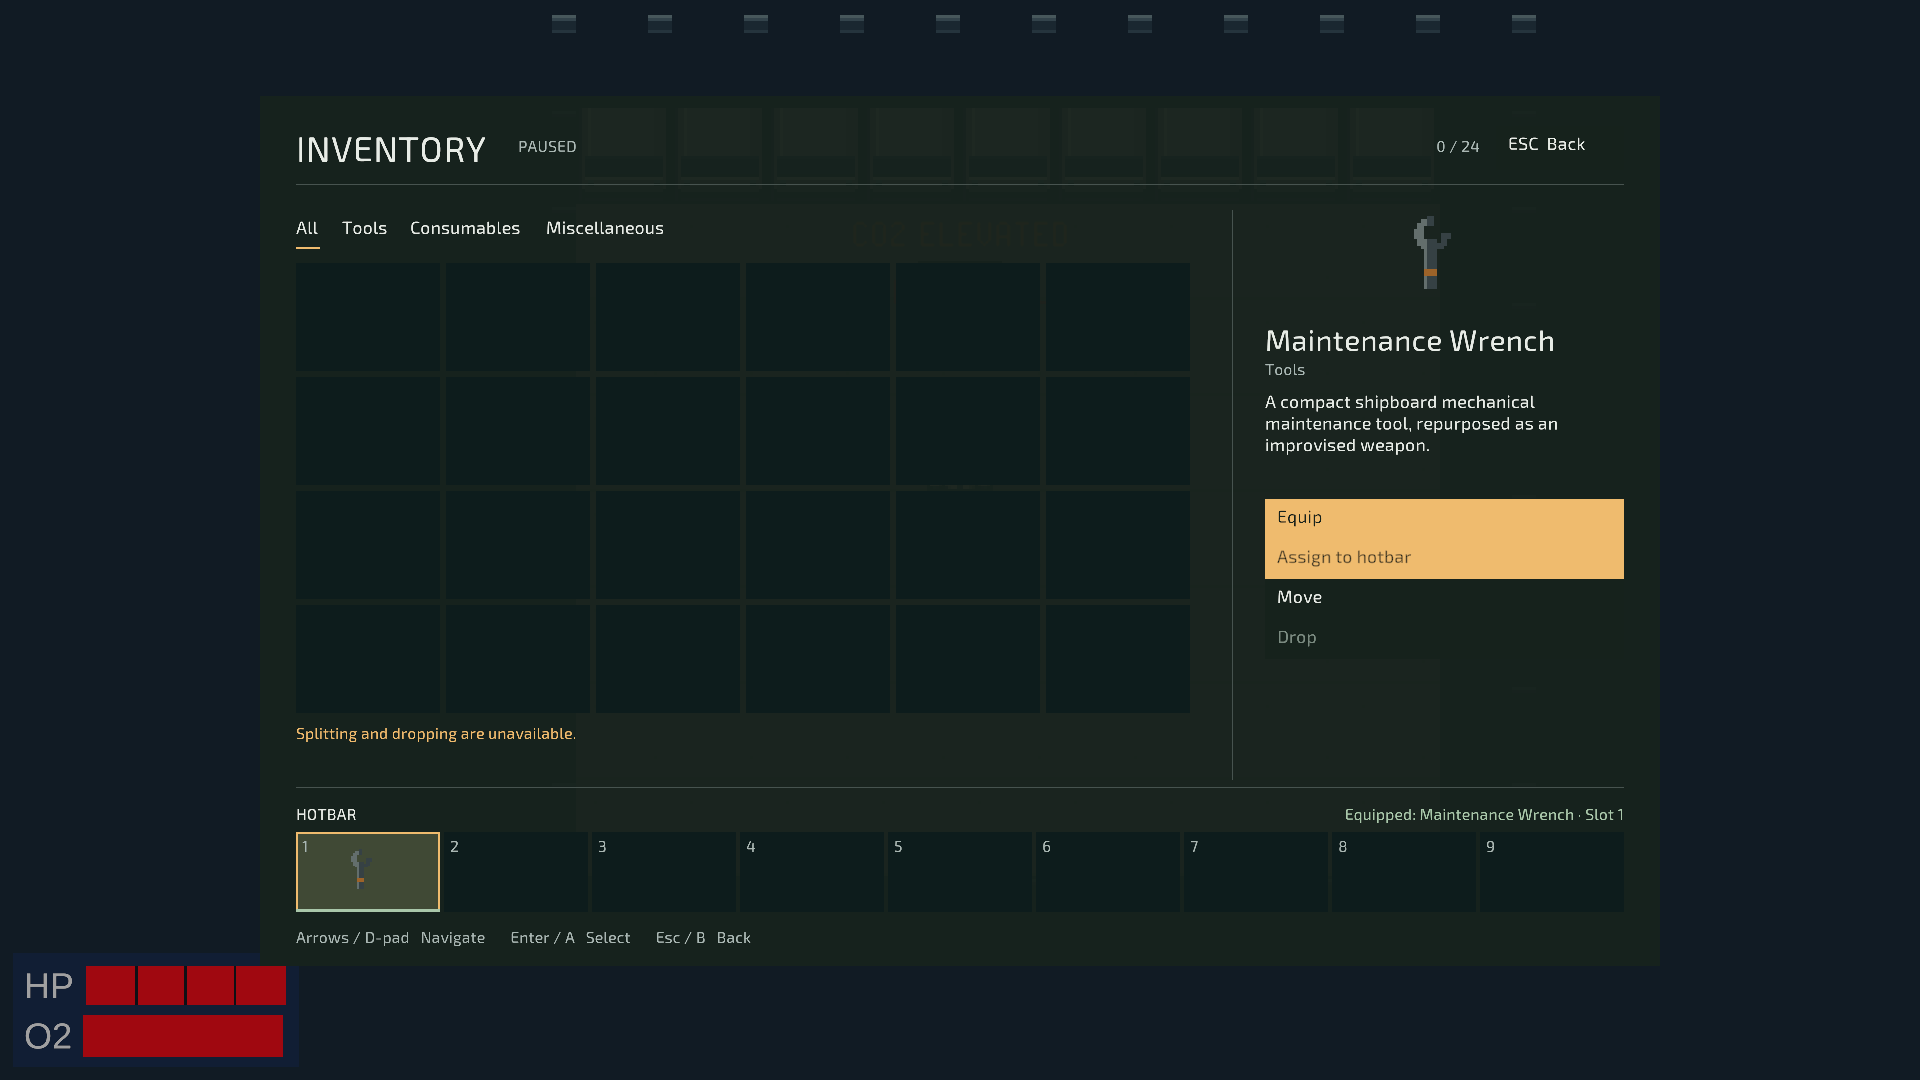 INVENTORY PAUSED 0 / 24 ESC Back
All Tools Consumables Miscellaneous
CO2 ELEVATED
Maintenance Wrench
Tools
A compact shipboard mechanical
maintenance tool, repurposed as an
improvised weapon.
Equip
Assign to hotbar
Move
Drop
Splitting and dropping are unavailable.
HOTBAR Equipped: Maintenance Wrench · Slot 1
1 2 3 4 5 6 7 8 9
Arrows / D-pad Navigate Enter / A Select Esc / B Back
HP
O2